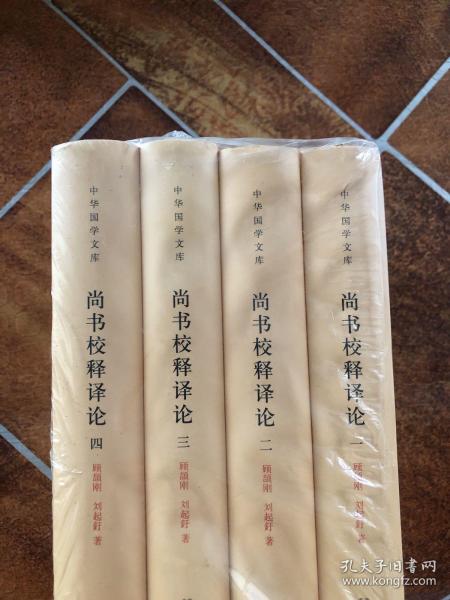 中华国学文库
尚书校释译论
四
顾颉刚 刘起釪 著
中华国学文库
尚书校释译论
三
顾颉刚 刘起釪 著
中华国学文库
尚书校释译论
二
顾颉刚 刘起釪 著
中华国学文库
尚书校释译论
一
顾颉刚 刘起釪 著
孔夫子旧书网
www.kongfz.com